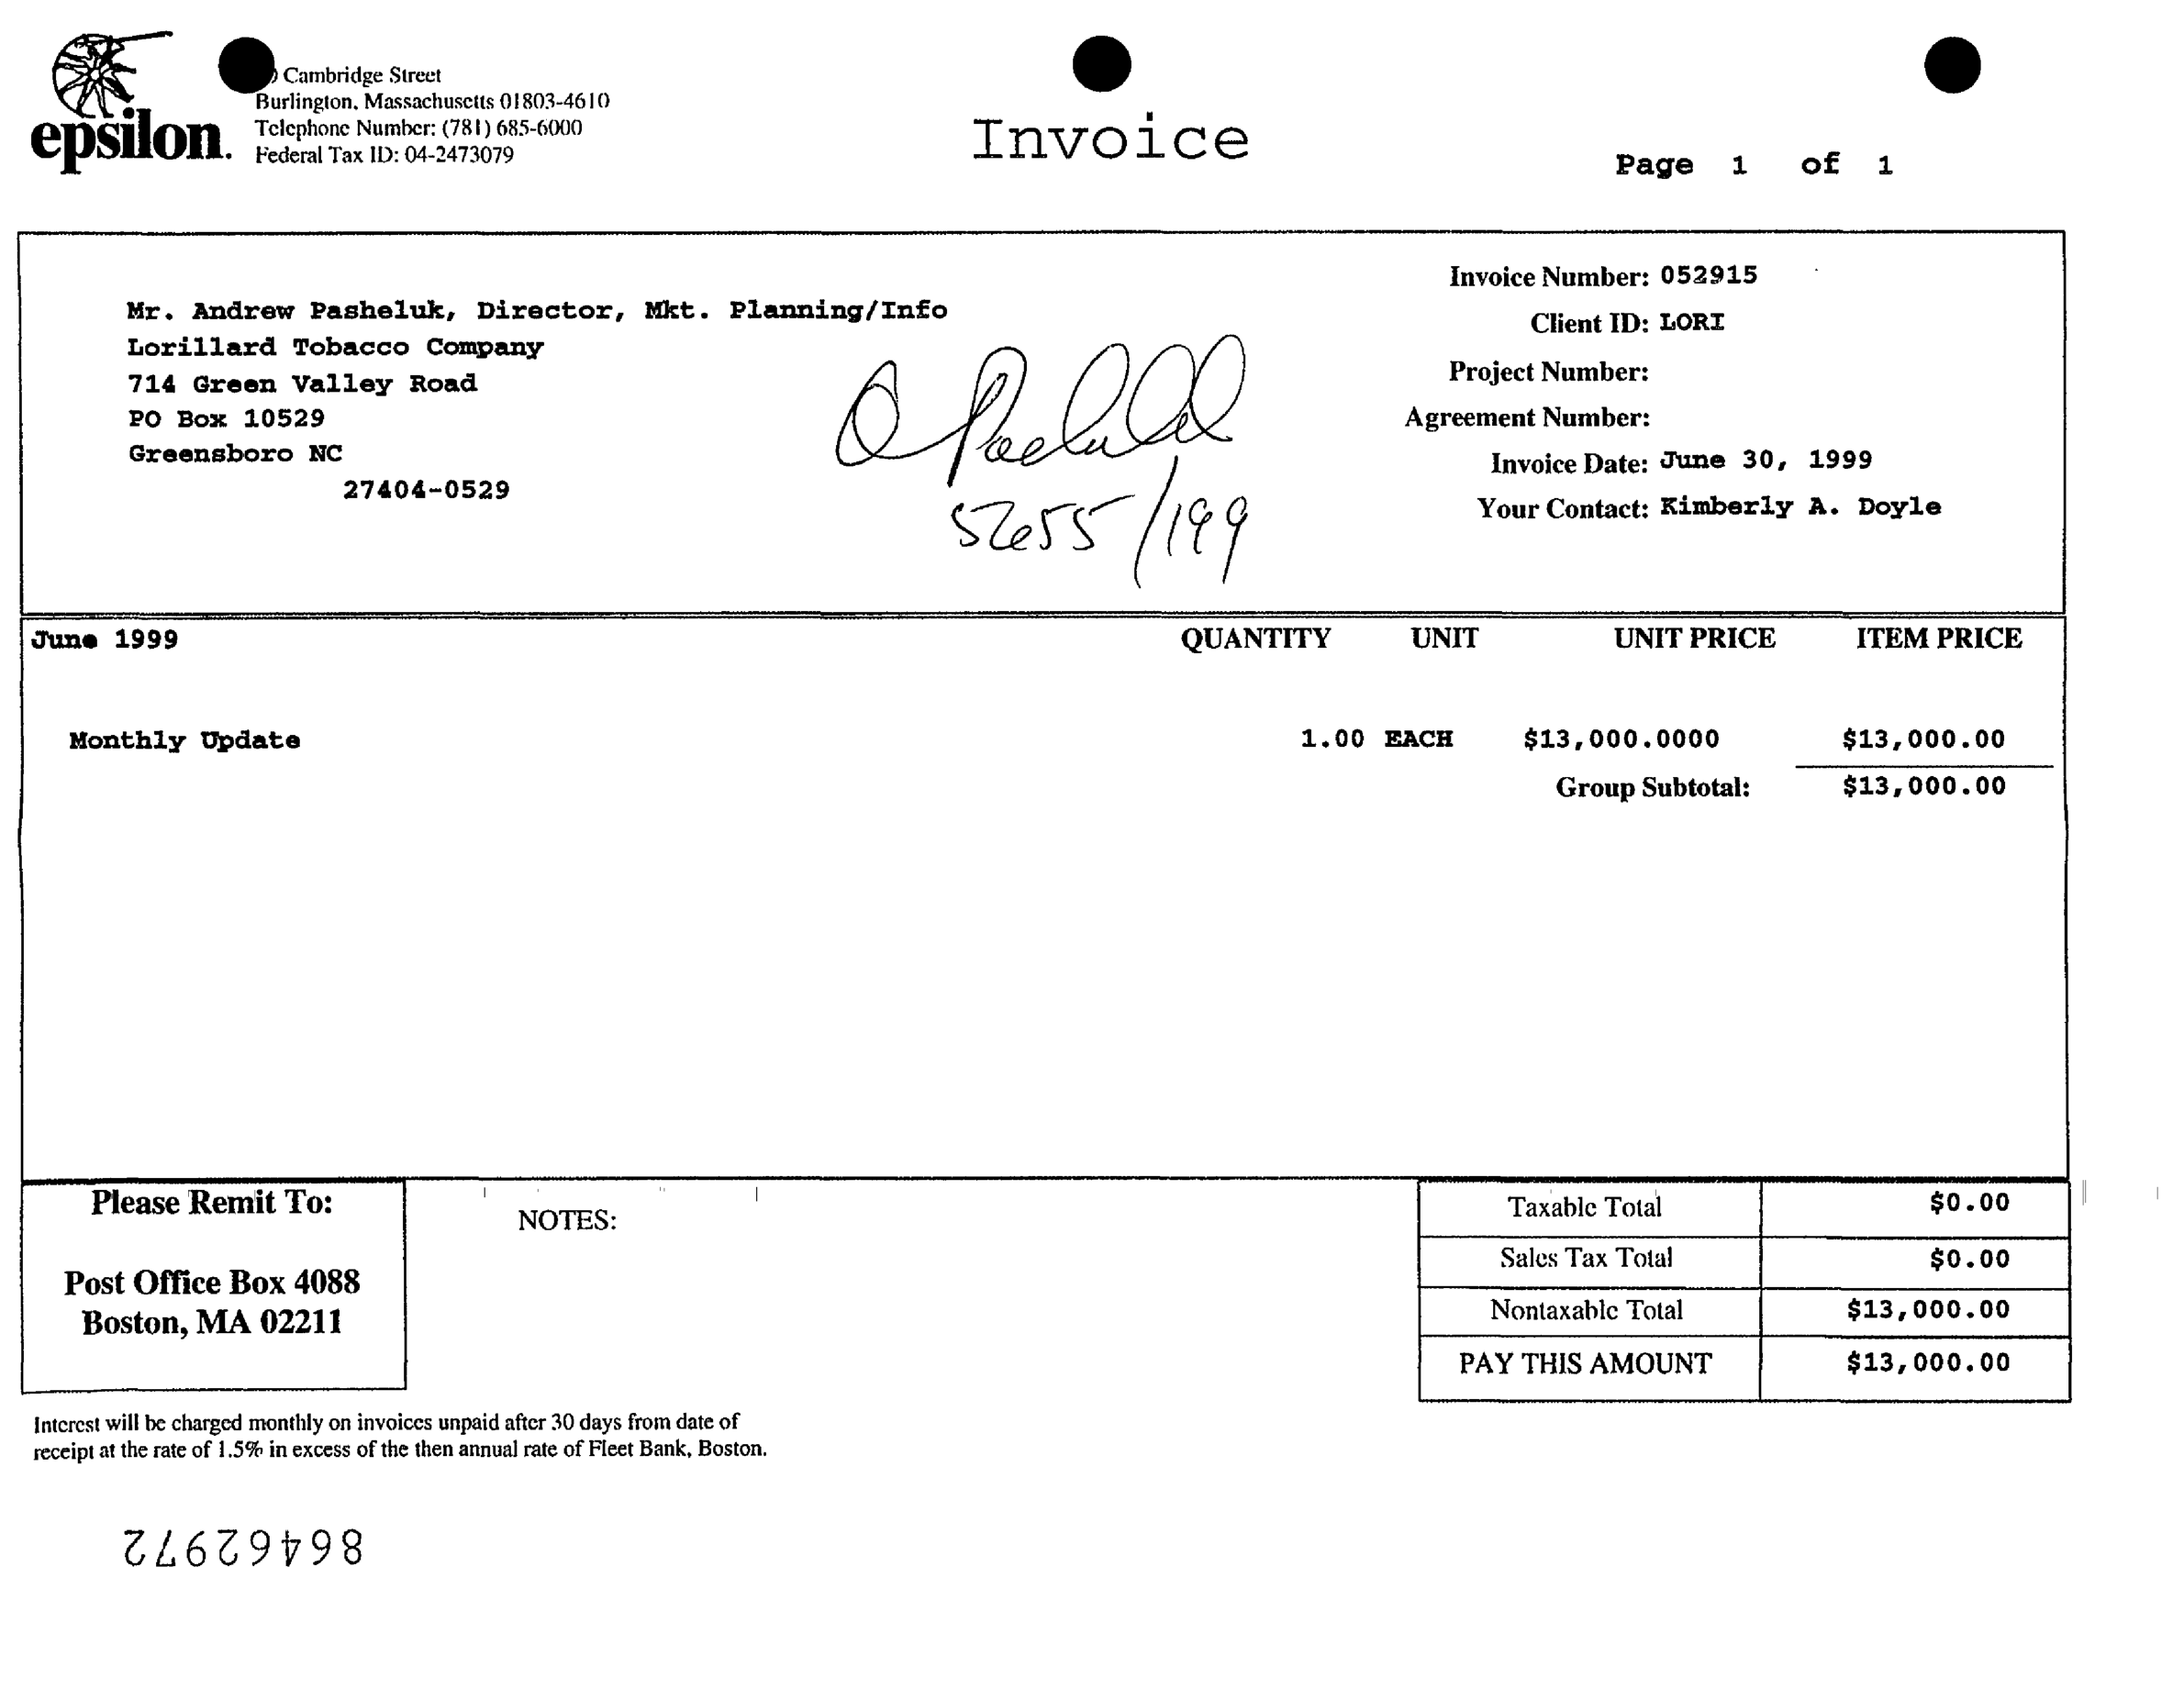 Cambridge Street
Burlington, Massachusetts 01803-4610
Telephone Number: (781) 685-6000
Federal Tax ID: 04-2473079
epsilon.
Invoice
Page 1 of 1
Mr. Andrew Pasheluk, Director, Mkt. Planning/Info
Lorillard Tobacco Company
714 Green Valley Road
PO Box 10529
Greensboro NC
27404-0529
5655/199
Invoice Number: 052915
Client ID: LORI
Project Number:
Agreement Number:
Invoice Date: June 30, 1999
Your Contact: Kimberly A. Doyle
June 1999 QUANTITY UNIT UNIT PRICE ITEM PRICE
Monthly Update 1.00 EACH $13,000.0000 $13,000.00
Group Subtotal: $13,000.00
Please Remit To:
Post Office Box 4088
Boston, MA 02211
NOTES:
Taxable Total $0.00
Sales Tax Total $0.00
Nontaxable Total $13,000.00
PAY THIS AMOUNT $13,000.00
Interest will be charged monthly on invoices unpaid after 30 days from date of
receipt at the rate of 1.5% in excess of the then annual rate of Fleet Bank, Boston.
86462972